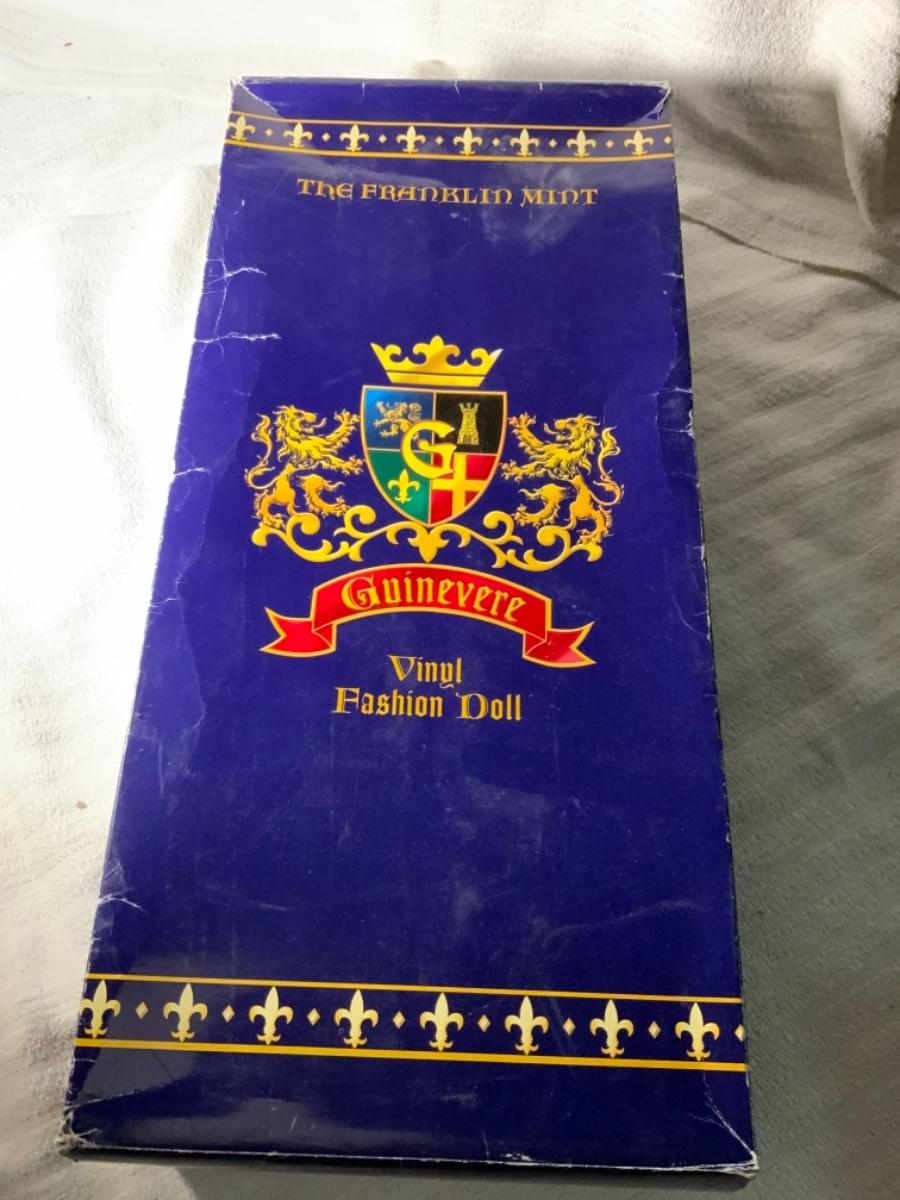 THE FRANKLIN MINT
G
Guinevere
Vinyl
Fashion Doll